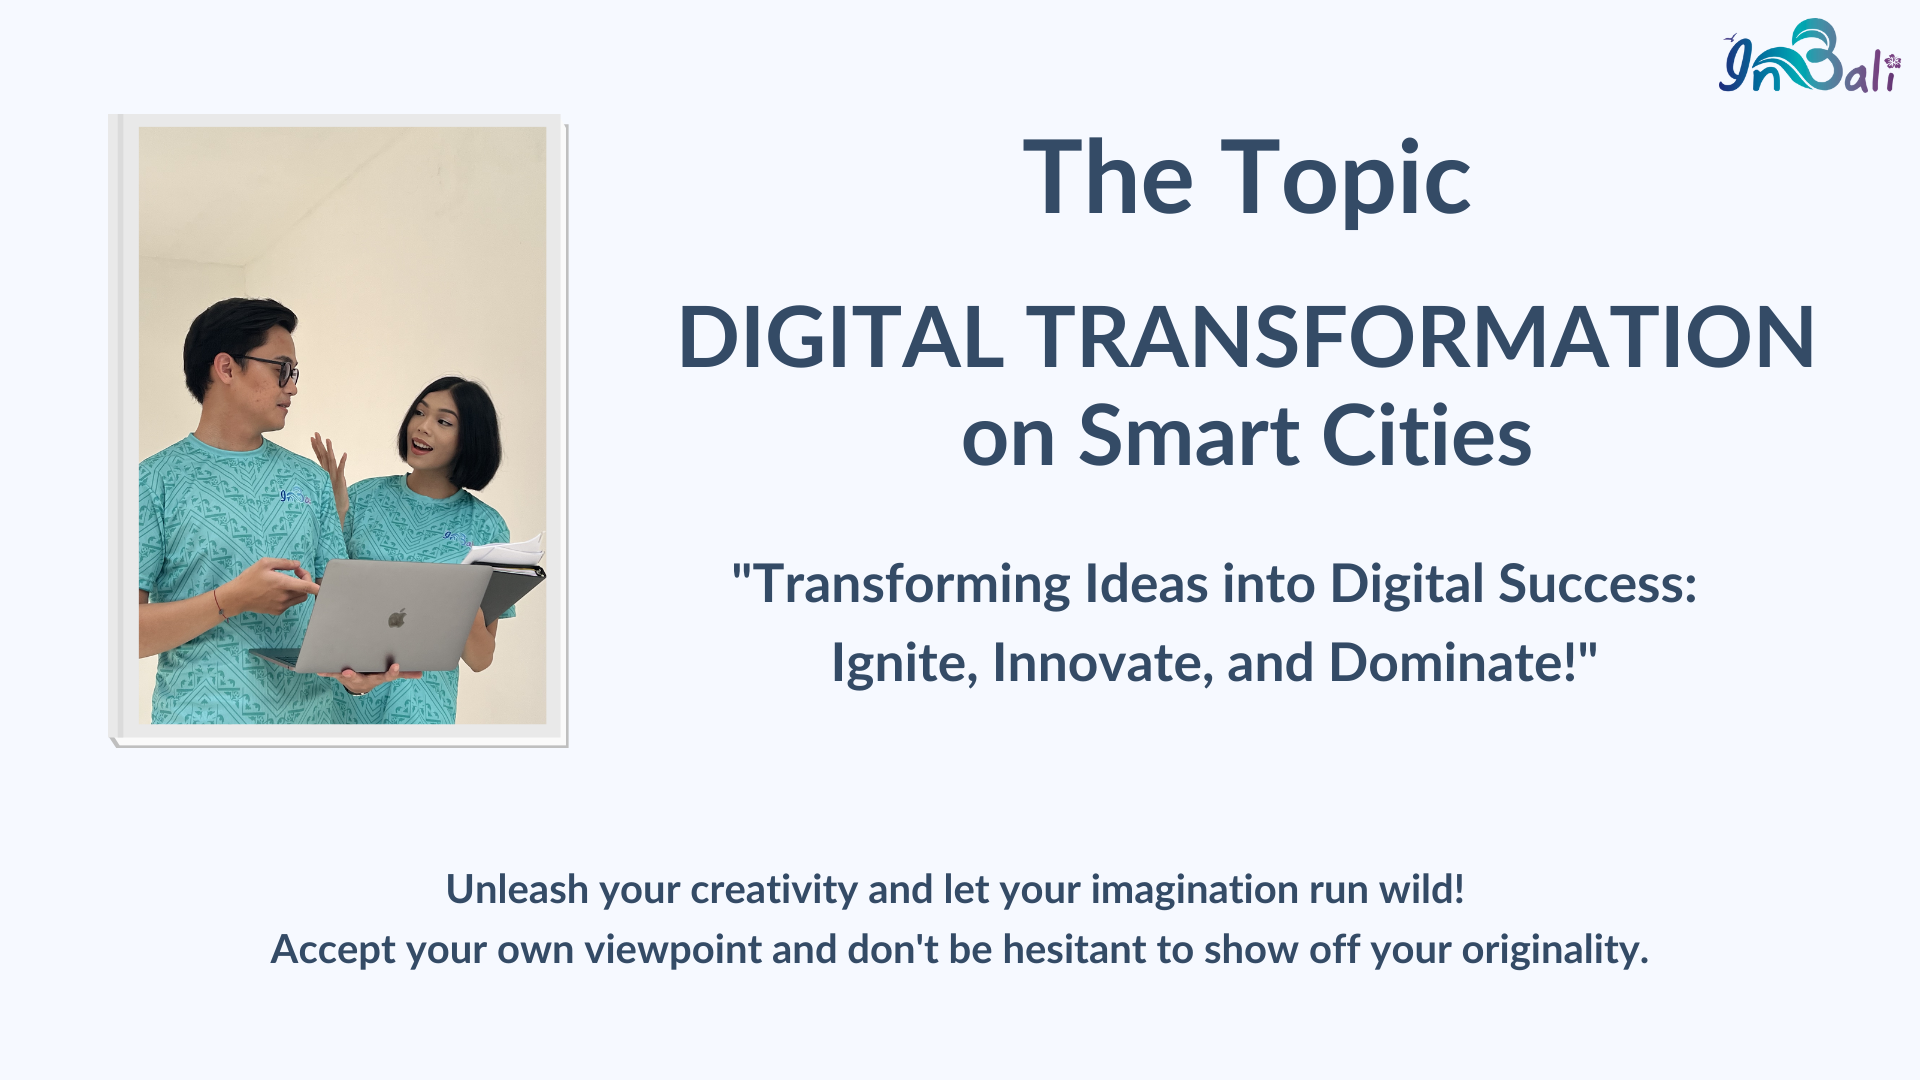 InBali
The Topic
DIGITAL TRANSFORMATION
on Smart Cities
"Transforming Ideas into Digital Success:
Ignite, Innovate, and Dominate!"
Unleash your creativity and let your imagination run wild!
Accept your own viewpoint and don't be hesitant to show off your originality.